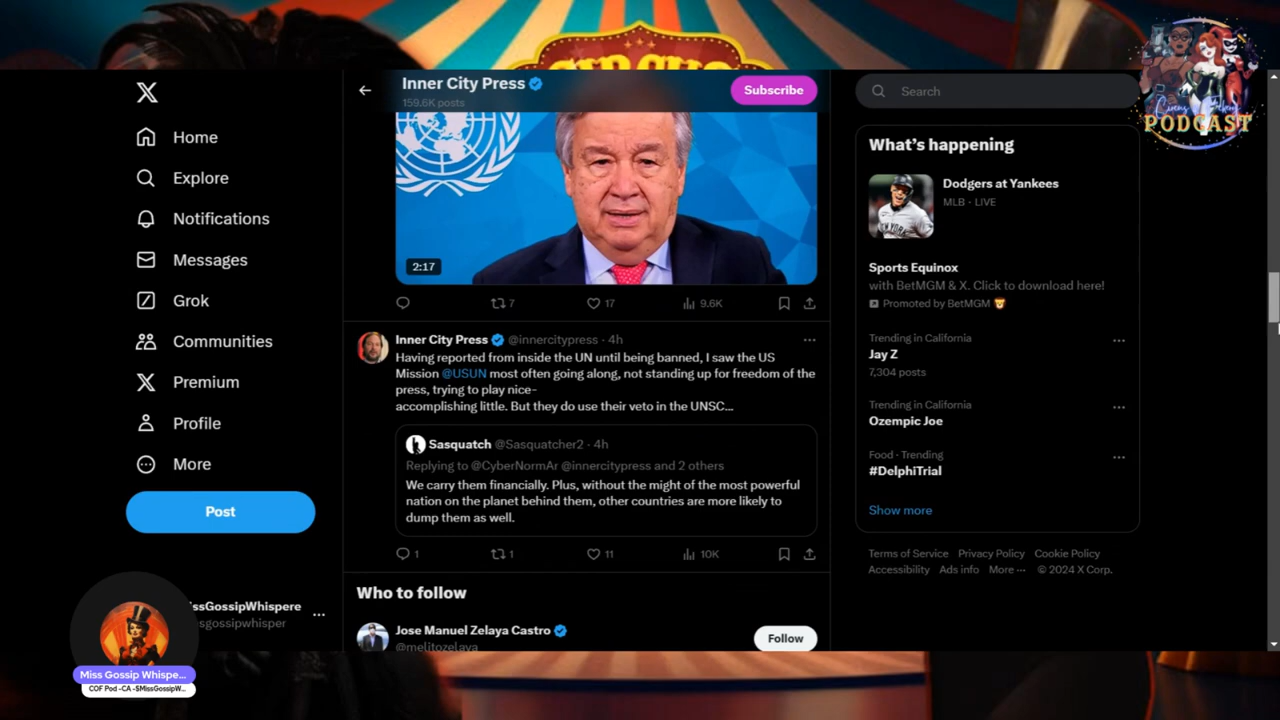 Inner City Press
159.6K posts
Subscribe
Search
PODCAST
Home
Explore
Notifications
Messages
Grok
Communities
Premium
Profile
More
Post
ssGossipWhispere
sgossipwhisper
Miss Gossip Whispe...
COF Pod -CA -$MissGossipW...
2:17
7
17
9.6K
Inner City Press @innercitypress · 4h
Having reported from inside the UN until being banned, I saw the US
Mission @USUN most often going along, not standing up for freedom of the
press, trying to play nice-
accomplishing little. But they do use their veto in the UNSC...
Sasquatch @Sasquatcher2 · 4h
Replying to @CyberNormAr @innercitypress and 2 others
We carry them financially. Plus, without the might of the most powerful
nation on the planet behind them, other countries are more likely to
dump them as well.
1
1
11
10K
Who to follow
Jose Manuel Zelaya Castro
@melitozelaya
Follow
What's happening
Dodgers at Yankees
MLB · LIVE
Sports Equinox
with BetMGM & X. Click to download here!
Promoted by BetMGM
Trending in California
Jay Z
7,304 posts
Trending in California
Ozempic Joe
Food · Trending
#DelphiTrial
Show more
Terms of Service Privacy Policy Cookie Policy
Accessibility Ads info More ··· © 2024 X Corp.